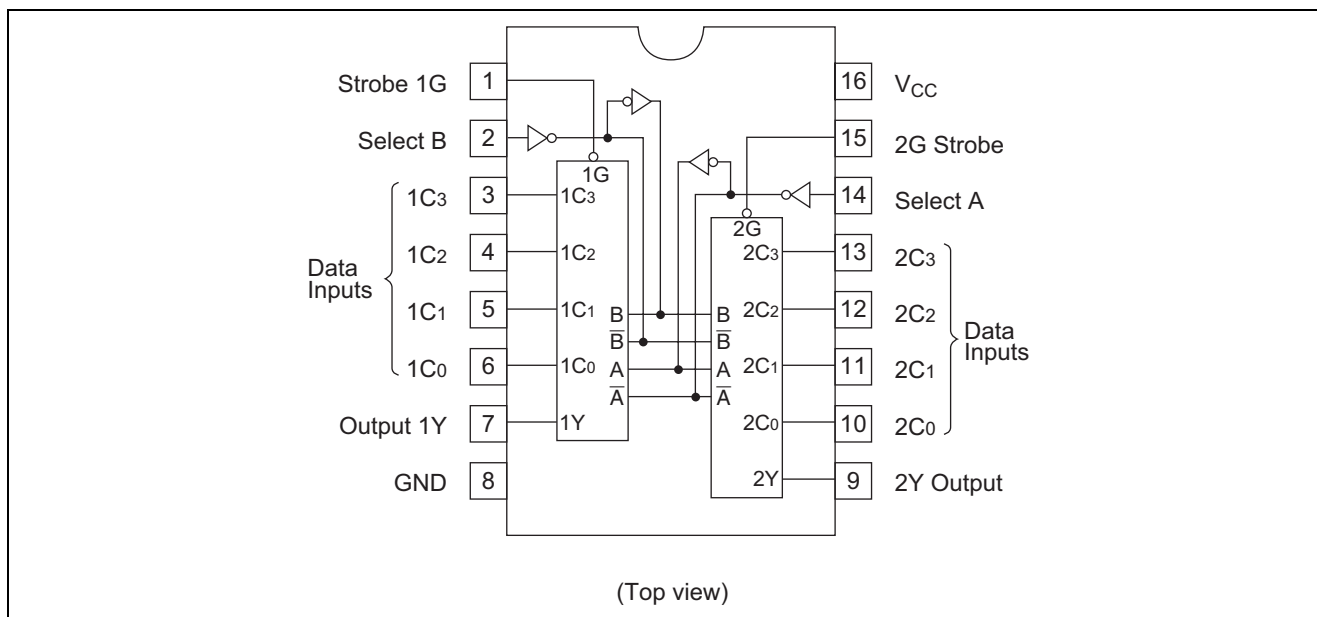 Strobe 1G 1
Select B 2
1C3 3
1C2 4
1C1 5
1C0 6
Data
Inputs
Output 1Y 7
GND 8
1G
1C3
1C2
1C1
1C0
1Y
B
B̅
A
A̅
2G
2C3
2C2
2C1
2C0
2Y
B
B̅
A
A̅
16 VCC
15 2G Strobe
14 Select A
13 2C3
12 2C2
11 2C1
10 2C0
Data
Inputs
9 2Y Output
(Top view)